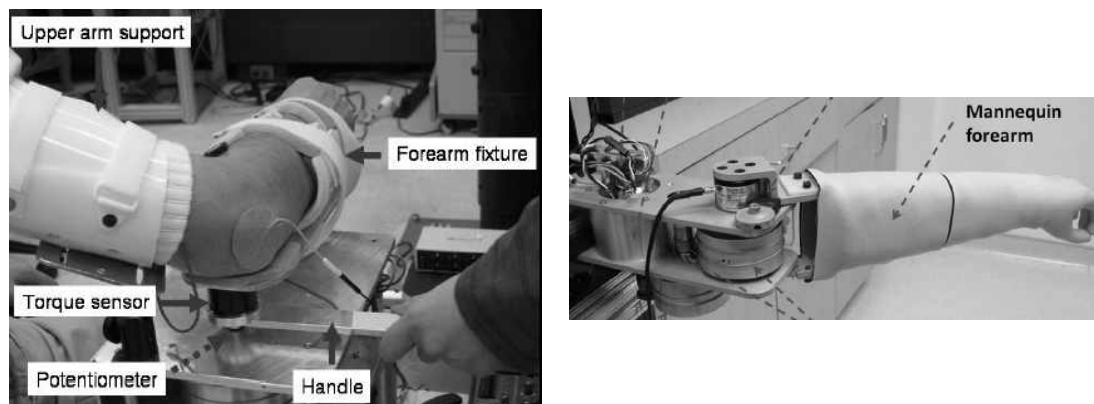 Upper arm support
Forearm fixture
Torque sensor
Potentiometer
Handle
Mannequin
forearm